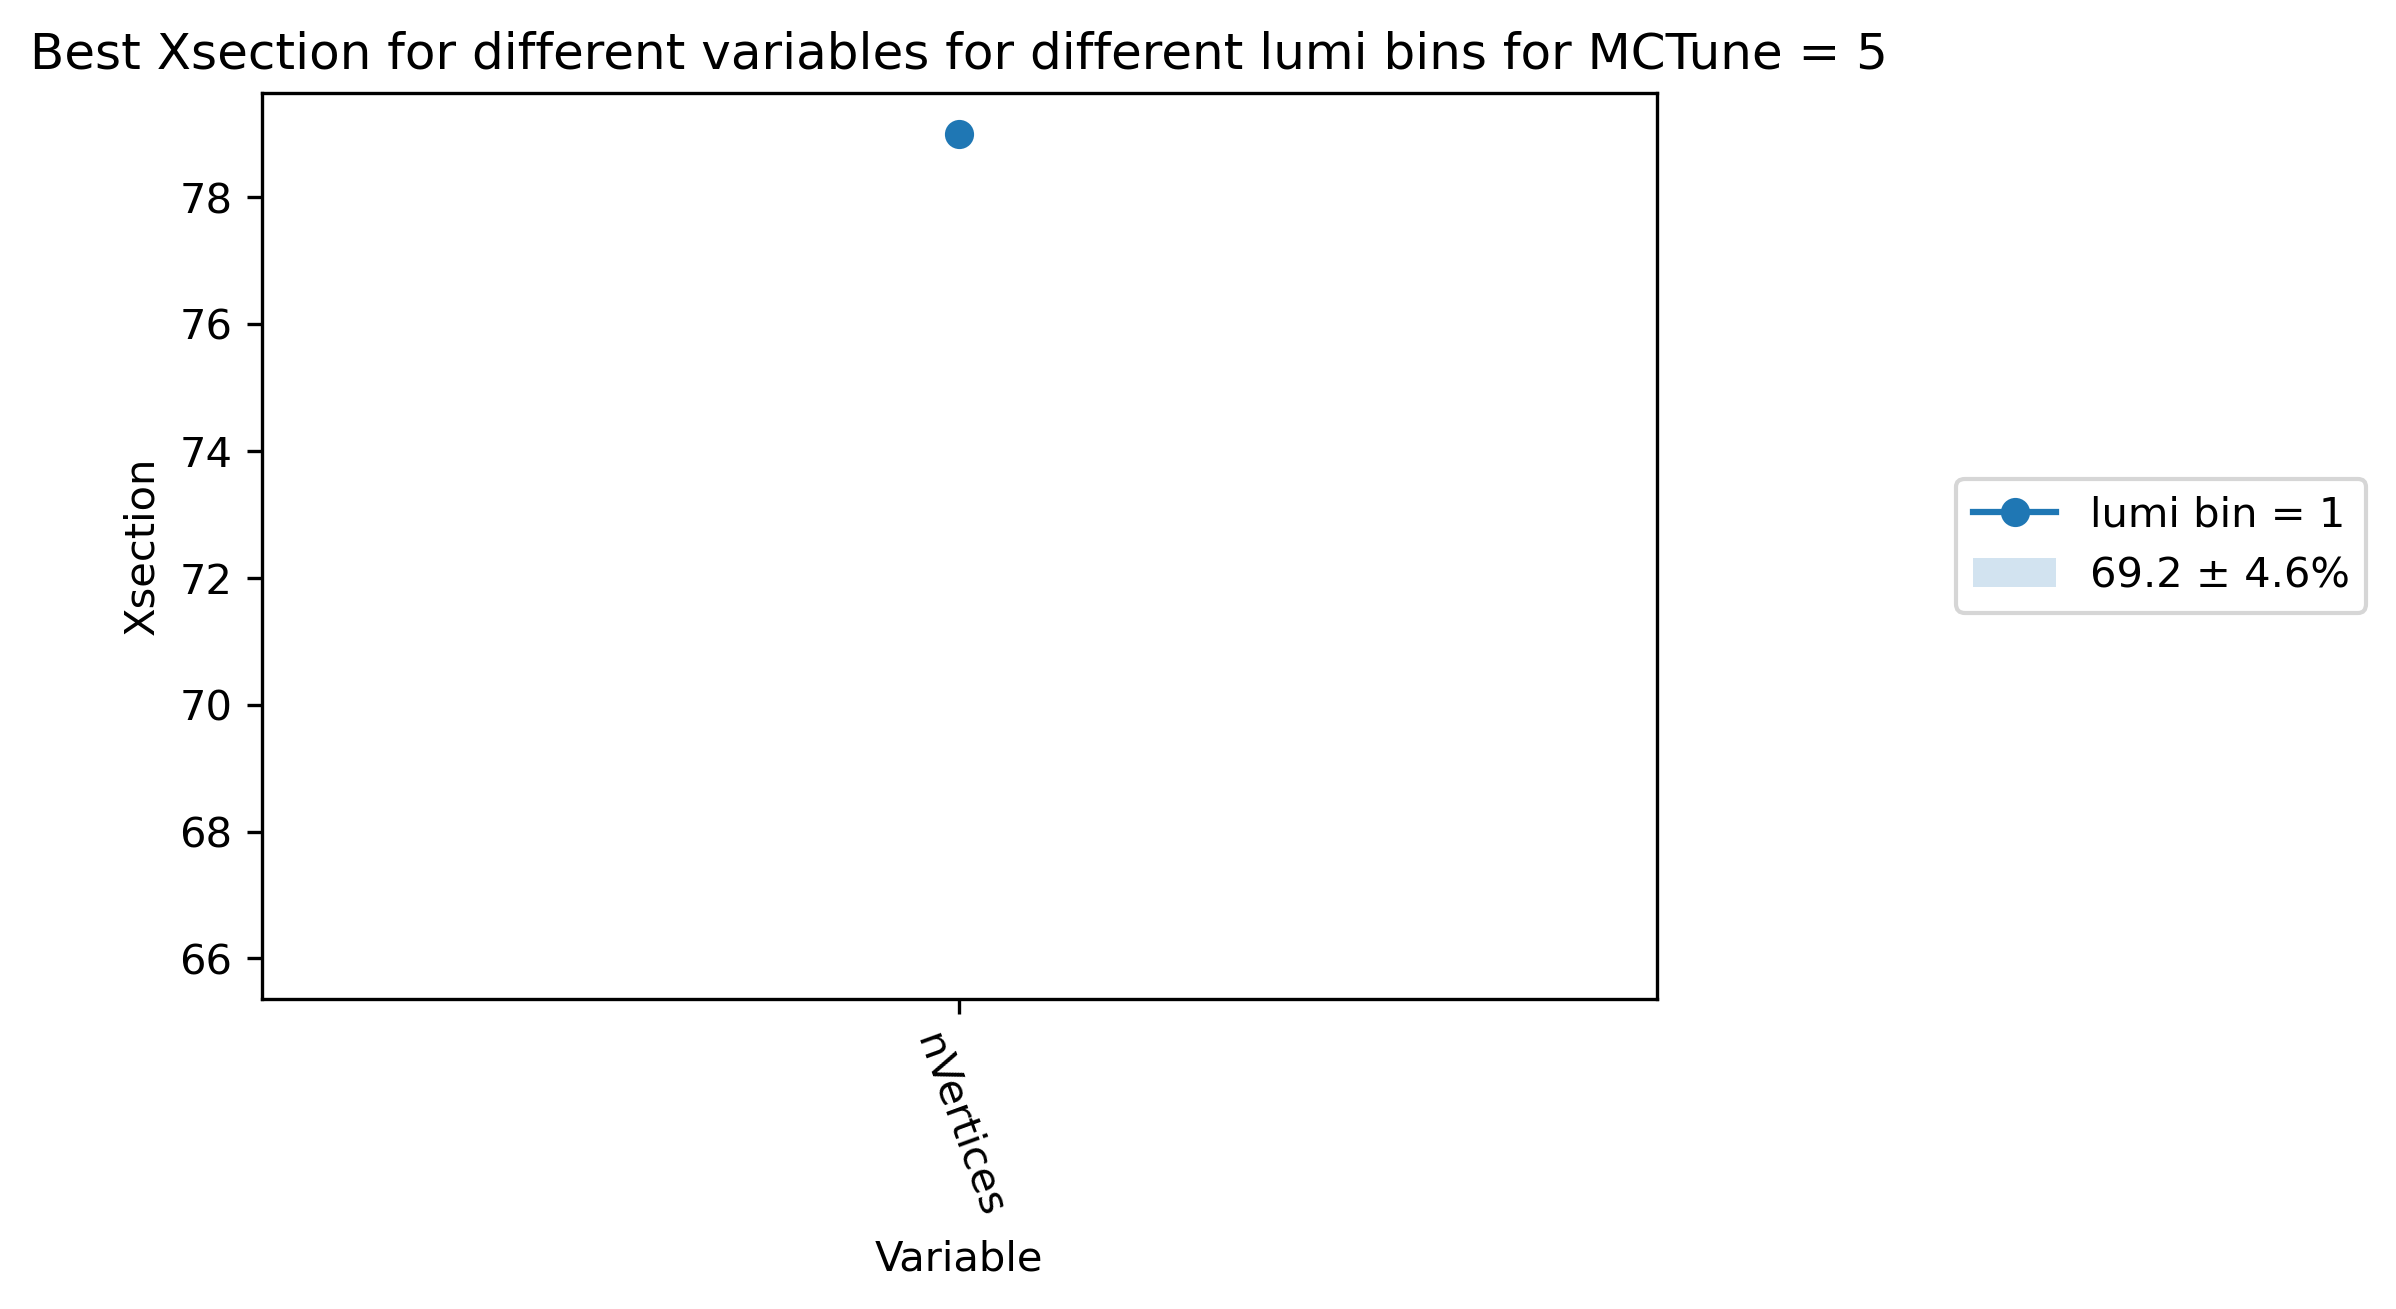 Best Xsection for different variables for different lumi bins for MCTune = 5
78
76
74
72
70
68
66
Xsection
nVertices
Variable
lumi bin = 1
69.2 ± 4.6%